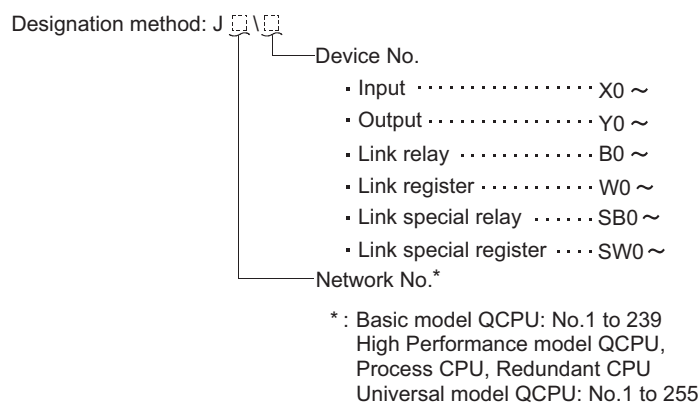 Designation method: J \
Device No.
· Input ·················· X0 ~
· Output ················· Y0 ~
· Link relay ············· B0 ~
· Link register ··········· W0 ~
· Link special relay ······ SB0 ~
· Link special register ···· SW0 ~
Network No.*
* : Basic model QCPU: No.1 to 239
High Performance model QCPU,
Process CPU, Redundant CPU
Universal model QCPU: No.1 to 255